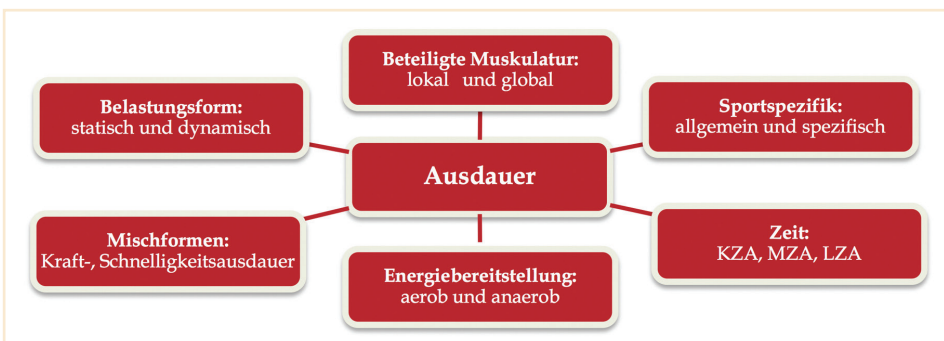 Beteiligte Muskulatur:
lokal und global
Belastungsform:
statisch und dynamisch
Sportspezifik:
allgemein und spezifisch
Ausdauer
Mischformen:
Kraft-, Schnelligkeitsausdauer
Zeit:
KZA, MZA, LZA
Energiebereitstellung:
aerob und anaerob